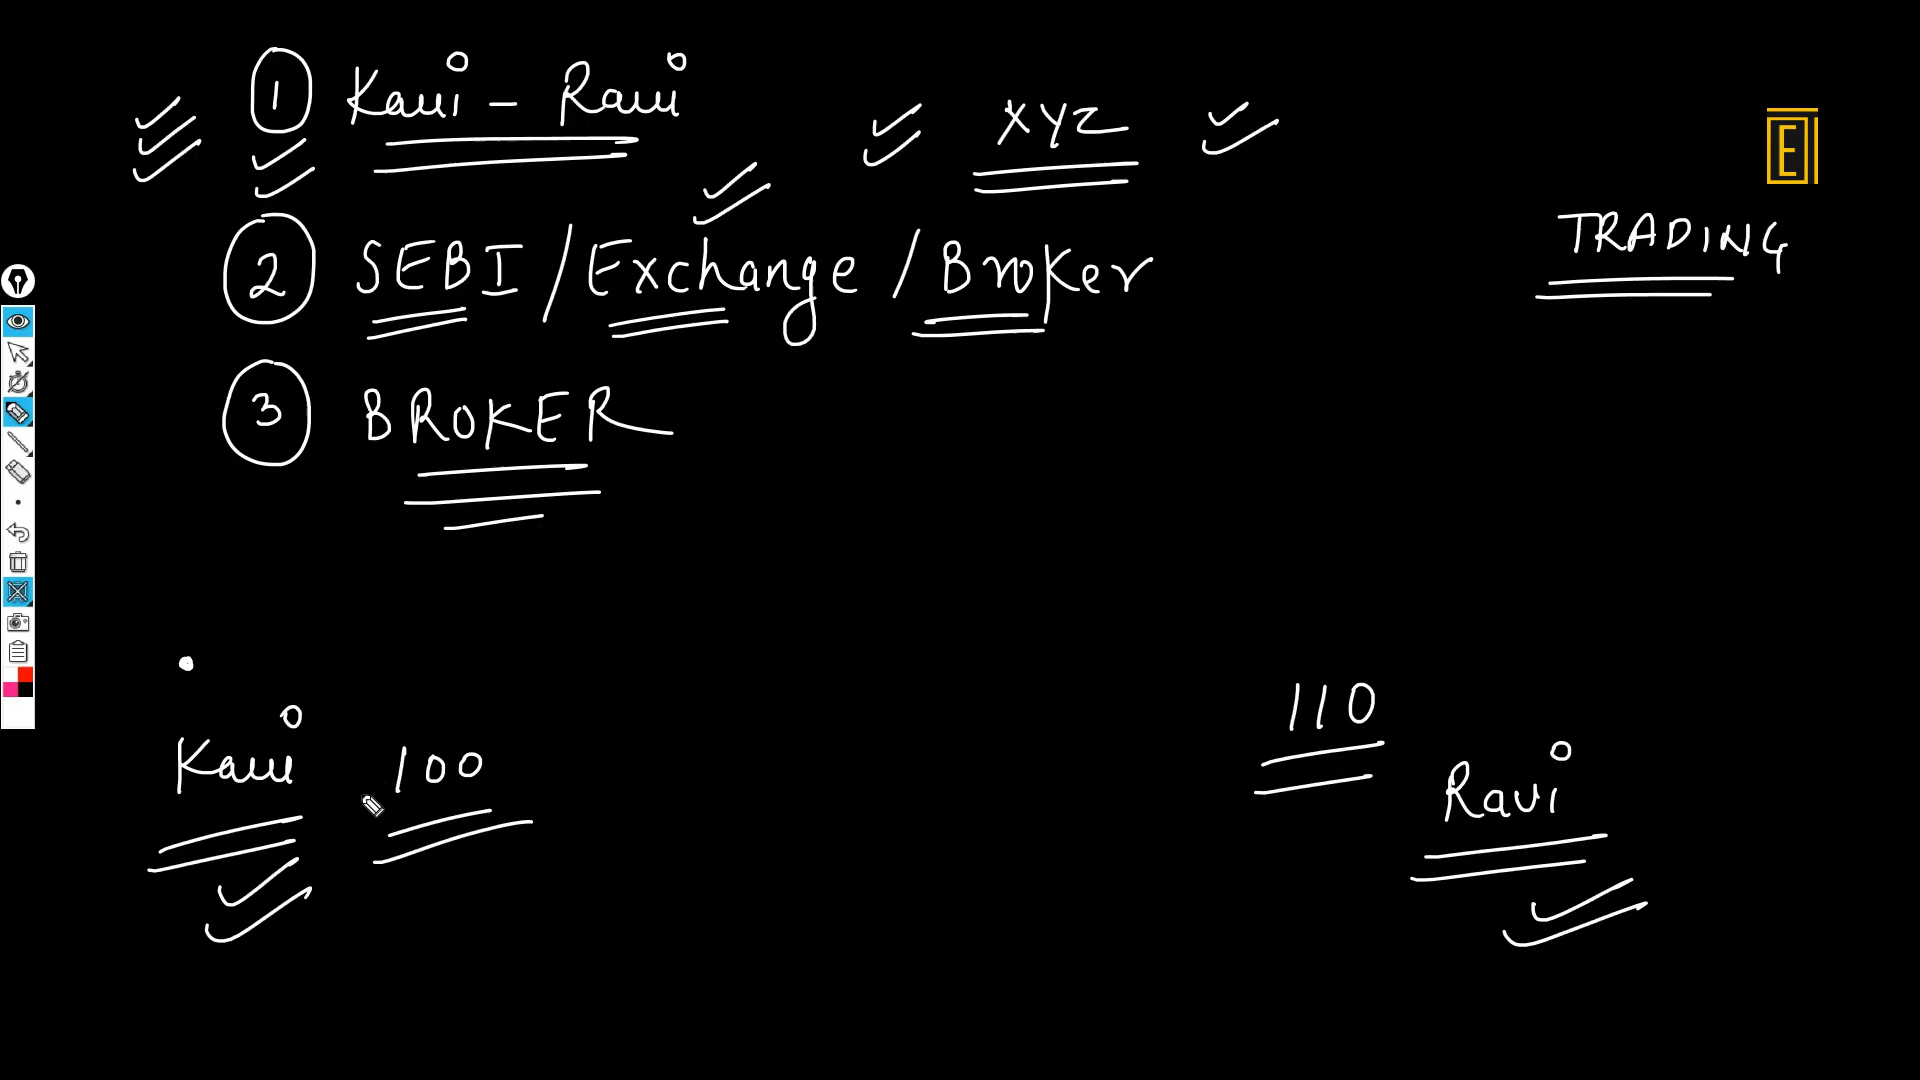 1 Kavi - Ravi
XYZ
E
TRADING
2 SEBI / Exchange / Broker
3 BROKER
Kavi 100
110
Ravi